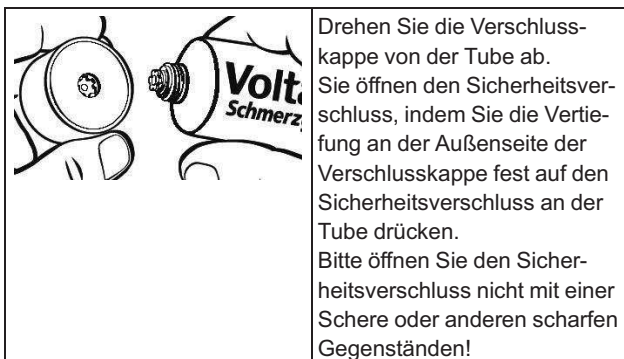 Volta
Schmerzg
Drehen Sie die Verschluss-
kappe von der Tube ab.
Sie öffnen den Sicherheitsver-
schluss, indem Sie die Vertie-
fung an der Außenseite der
Verschlusskappe fest auf den
Sicherheitsverschluss an der
Tube drücken.
Bitte öffnen Sie den Sicher-
heitsverschluss nicht mit einer
Schere oder anderen scharfen
Gegenständen!